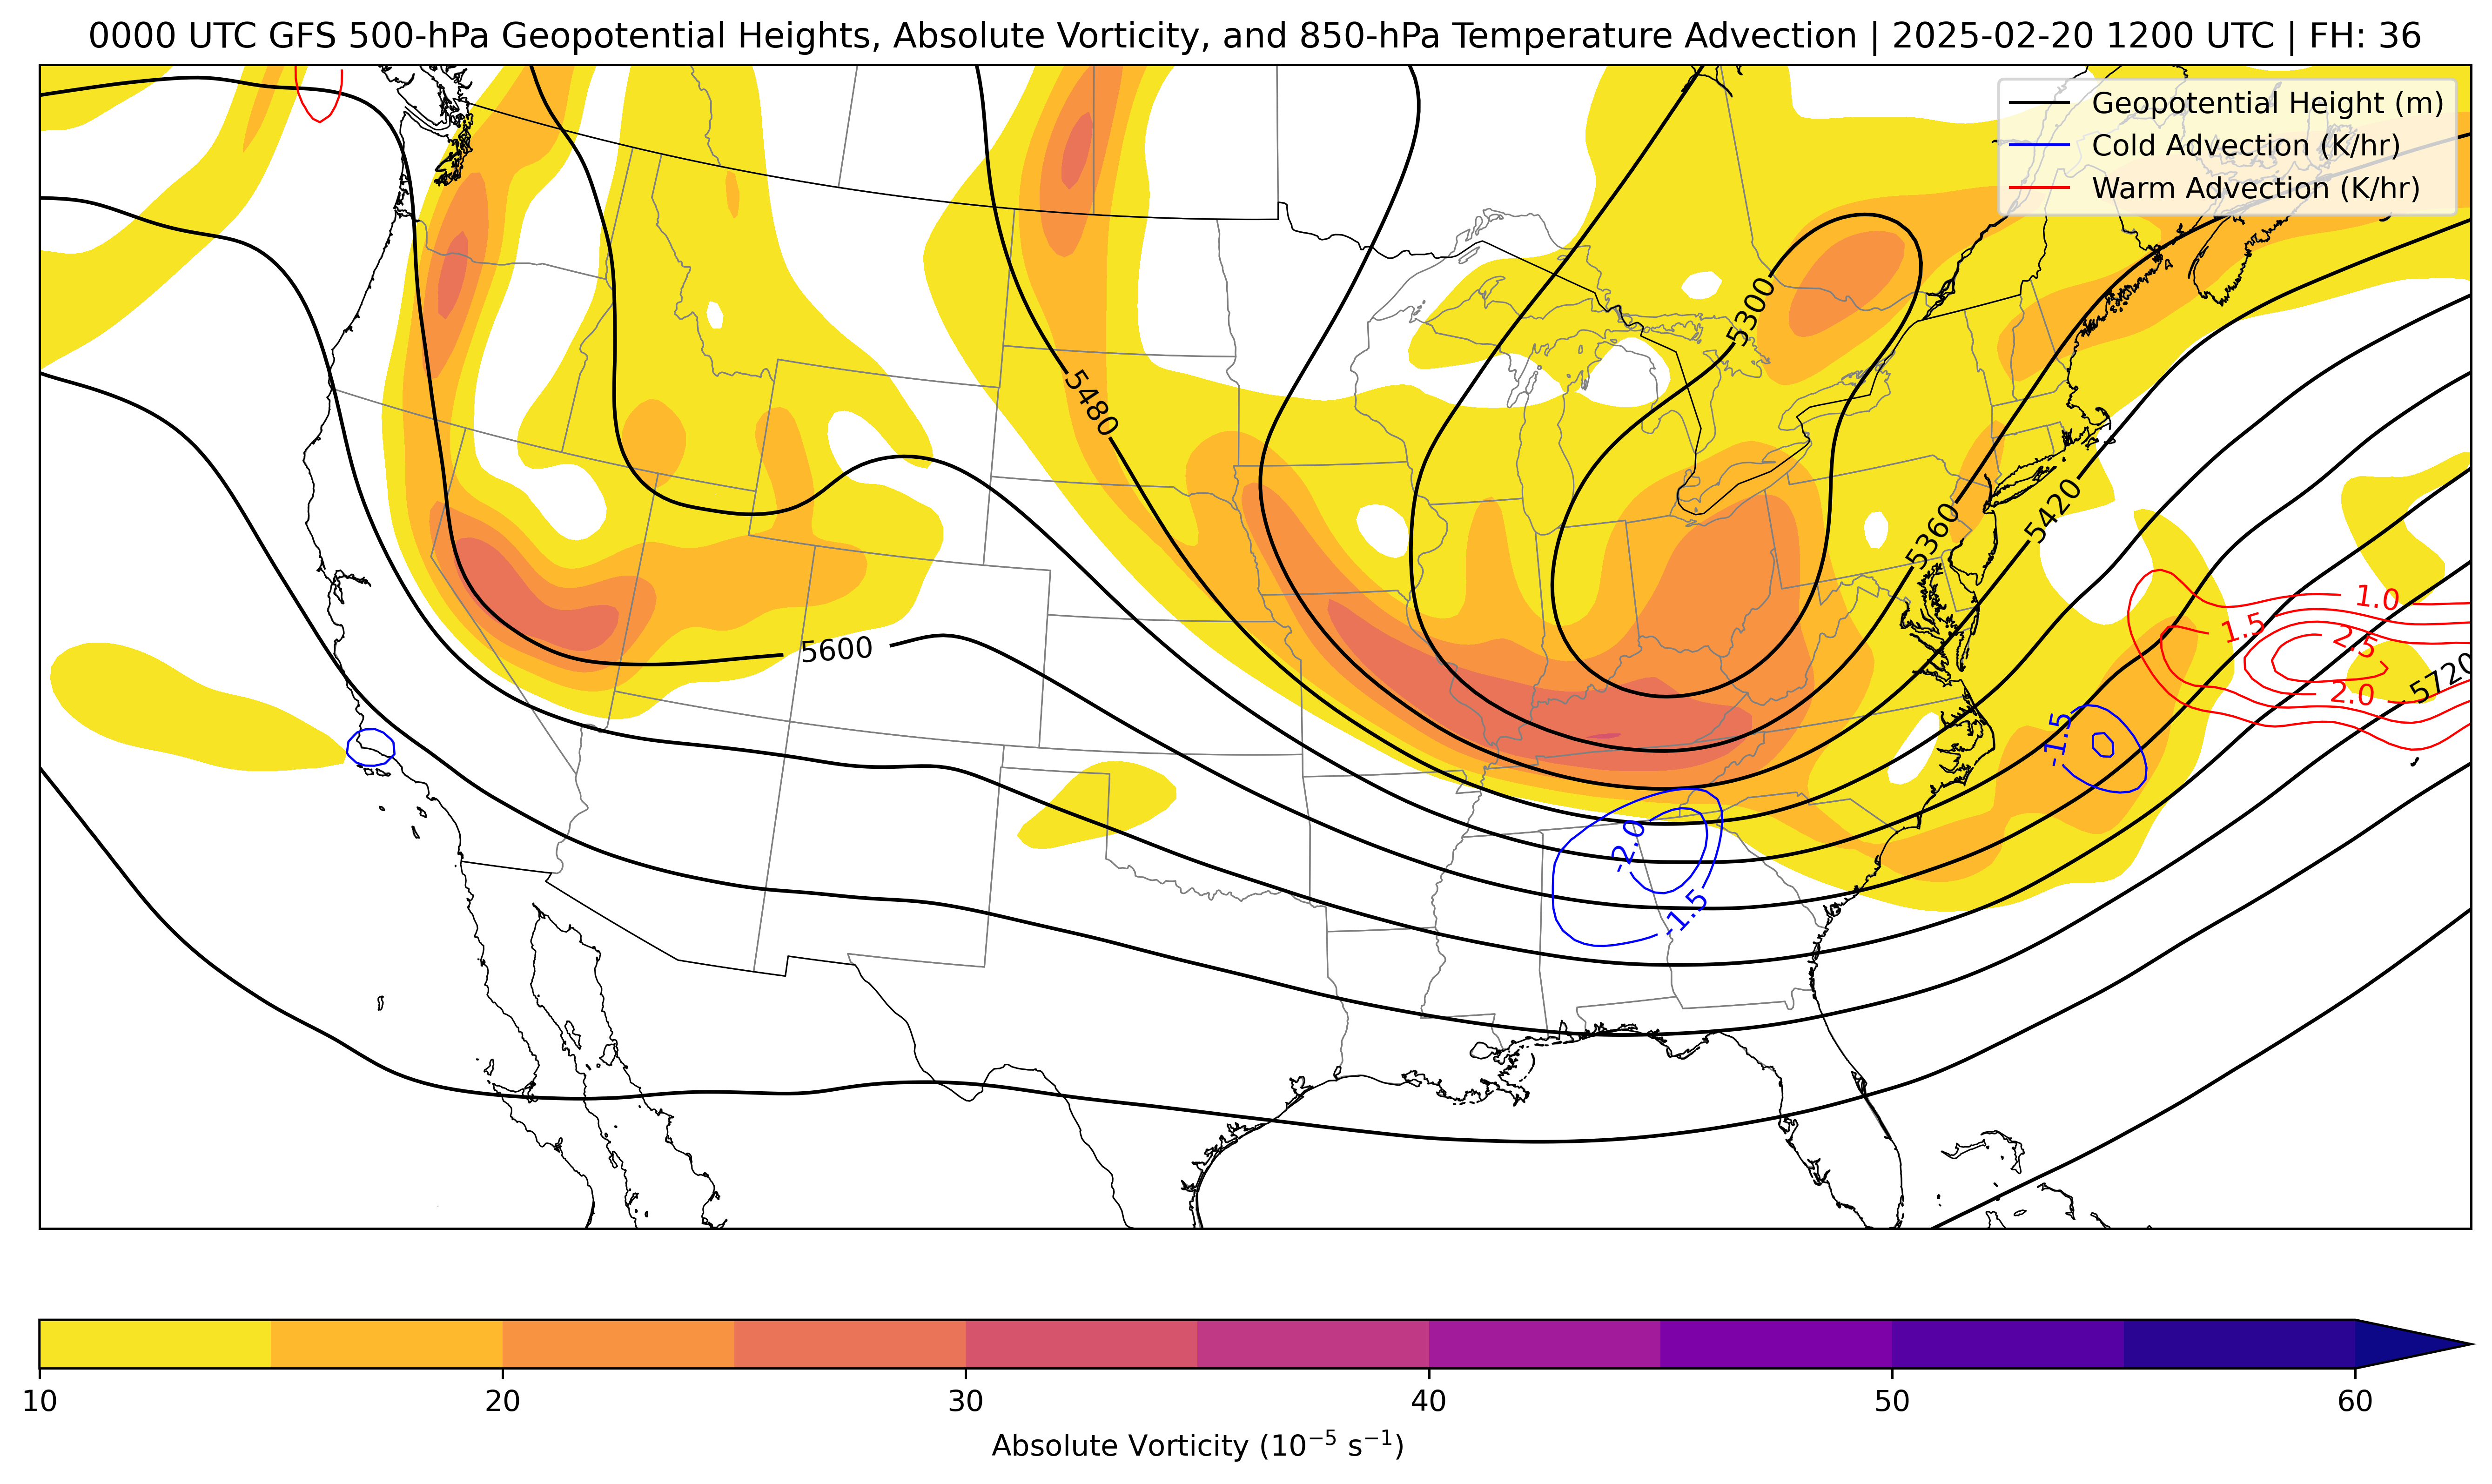 0000 UTC GFS 500-hPa Geopotential Heights, Absolute Vorticity, and 850-hPa Temperature Advection | 2025-02-20 1200 UTC | FH: 36
Geopotential Height (m)
Cold Advection (K/hr)
Warm Advection (K/hr)
5300
5480
5360
5420
1.0
1.5
2.5
2.0
5720
5600
-1.5
-2.0
-1.5
10 20 30 40 50 60
Absolute Vorticity (10⁻⁵ s⁻¹)